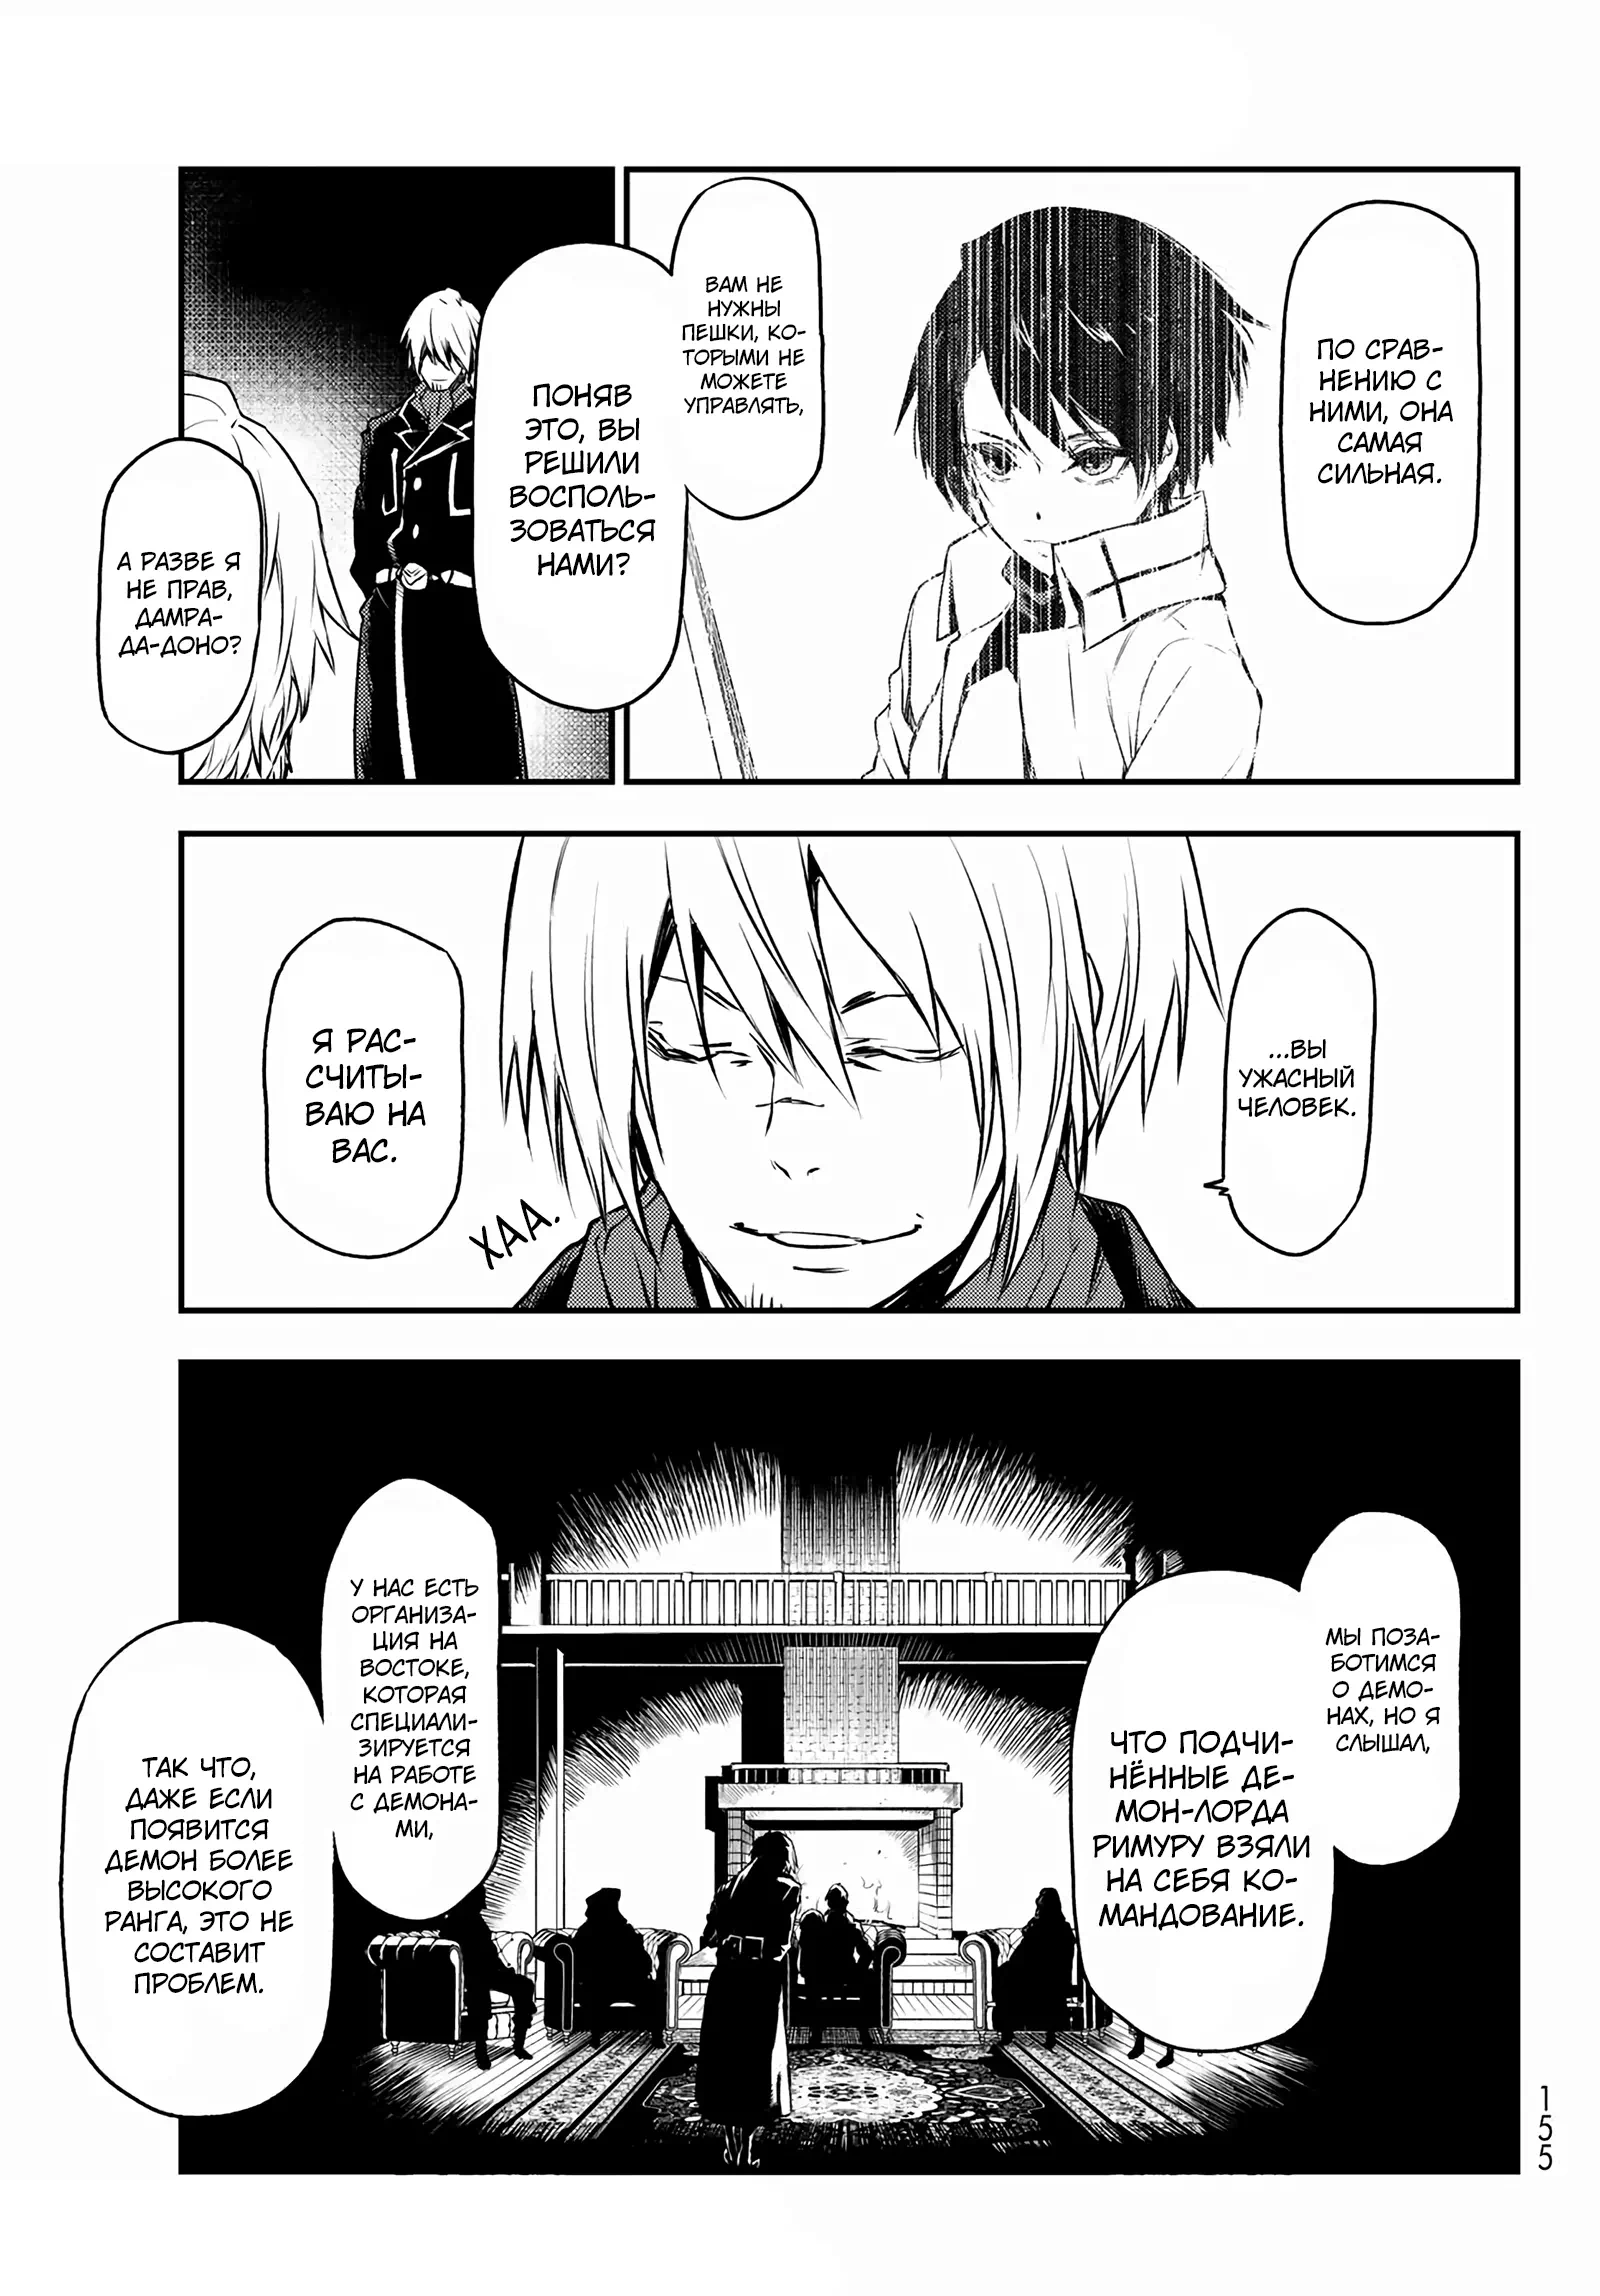 ПО СРАВ-
НЕНИЮ С
НИМИ, ОНА
САМАЯ
СИЛЬНАЯ.
ВАМ НЕ
НУЖНЫ
ПЕШКИ, КО-
ТОРЫМИ НЕ
МОЖЕТЕ
УПРАВЛЯТЬ,
ПОНЯВ
ЭТО, ВЫ
РЕШИЛИ
ВОСПОЛЬ-
ЗОВАТЬСЯ
НАМИ?
А РАЗВЕ Я
НЕ ПРАВ,
ДАМРА-
ДА-ДОНО?
...ВЫ
УЖАСНЫЙ
ЧЕЛОВЕК.
ХАА.
Я РАС-
СЧИТЫ-
ВАЮ НА
ВАС.
МЫ ПОЗА-
БОТИМСЯ
О ДЕМО-
НАХ, НО Я
СЛЫШАЛ,
ЧТО ПОДЧИ-
НЁННЫЕ ДЕ-
МОН-ЛОРДА
РИМУРУ ВЗЯЛИ
НА СЕБЯ КО-
МАНДОВАНИЕ.
У НАС ЕСТЬ
ОРГАНИЗА-
ЦИЯ НА
ВОСТОКЕ,
КОТОРАЯ
СПЕЦИАЛИ-
ЗИРУЕТСЯ
НА РАБОТЕ
С ДЕМОНА-
МИ,
ТАК ЧТО,
ДАЖЕ ЕСЛИ
ПОЯВИТСЯ
ДЕМОН БОЛЕЕ
ВЫСОКОГО
РАНГА, ЭТО НЕ
СОСТАВИТ
ПРОБЛЕМ.
155